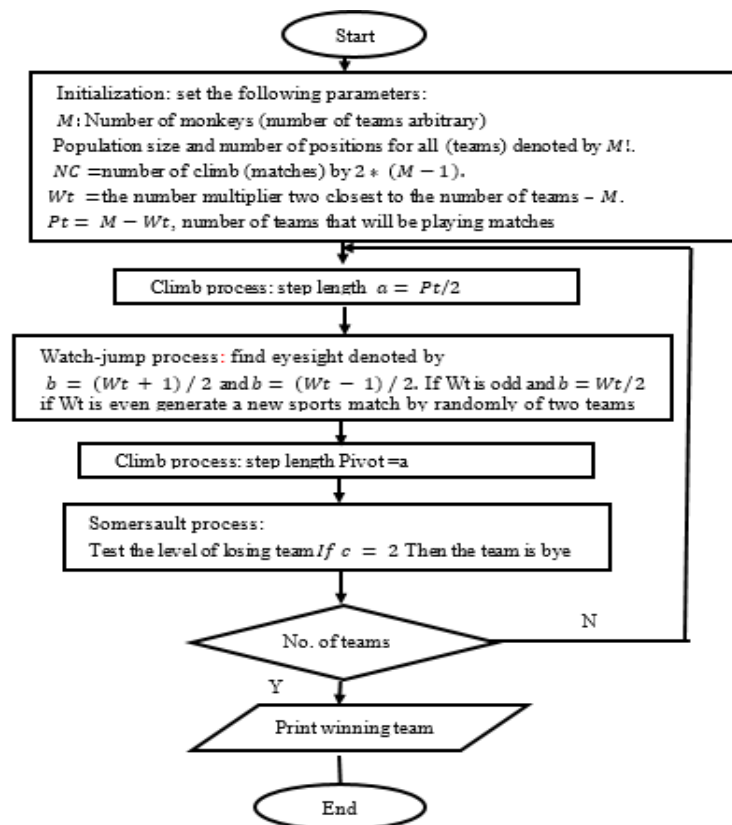 Start
Initialization: set the following parameters:
M: Number of monkeys (number of teams arbitrary)
Population size and number of positions for all (teams) denoted by M!.
NC =number of climb (matches) by 2 ∗ (M − 1).
Wt =the number multiplier two closest to the number of teams – M.
Pt = M − Wt, number of teams that will be playing matches
Climb process: step length a = Pt/2
Watch-jump process: find eyesight denoted by
b = (Wt + 1) / 2 and b = (Wt − 1) / 2. If Wt is odd and b = Wt/2
if Wt is even generate a new sports match by randomly of two teams
Climb process: step length Pivot=a
Somersault process:
Test the level of losing team If c = 2 Then the team is bye
No. of teams
N
Y
Print winning team
End